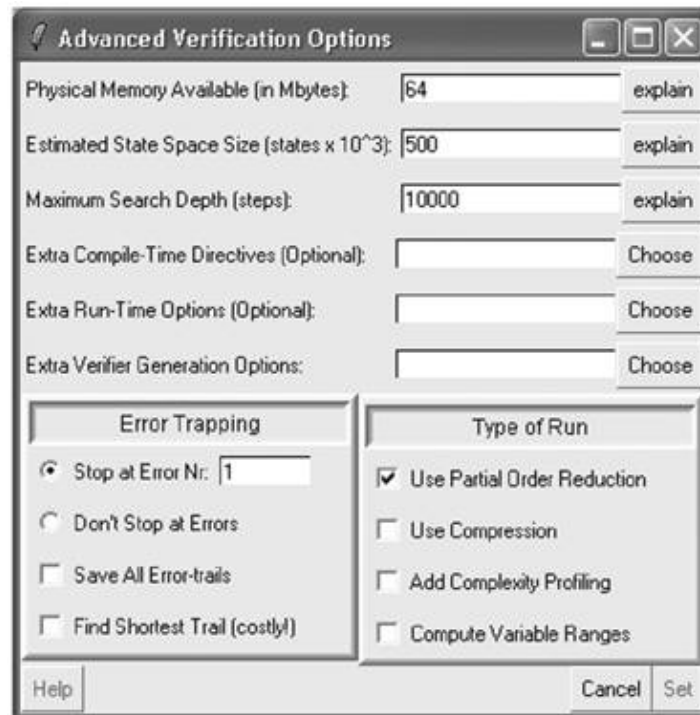 Advanced Verification Options
Physical Memory Available (in Mbytes): 64 explain
Estimated State Space Size (states x 10^3): 500 explain
Maximum Search Depth (steps): 10000 explain
Extra Compile-Time Directives (Optional): Choose
Extra Run-Time Options (Optional): Choose
Extra Verifier Generation Options: Choose
Error Trapping
Stop at Error Nr: 1
Don't Stop at Errors
Save All Error-trails
Find Shortest Trail (costly!)
Type of Run
Use Partial Order Reduction
Use Compression
Add Complexity Profiling
Compute Variable Ranges
Help Cancel Set